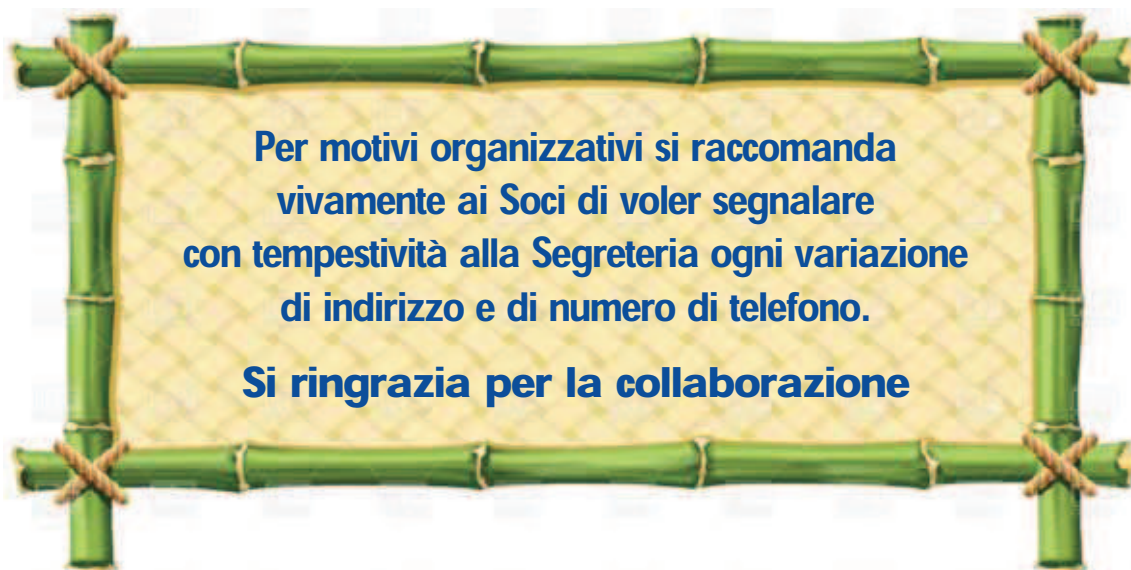 Per motivi organizzativi si raccomanda
vivamente ai Soci di voler segnalare
con tempestività alla Segreteria ogni variazione
di indirizzo e di numero di telefono.
Si ringrazia per la collaborazione